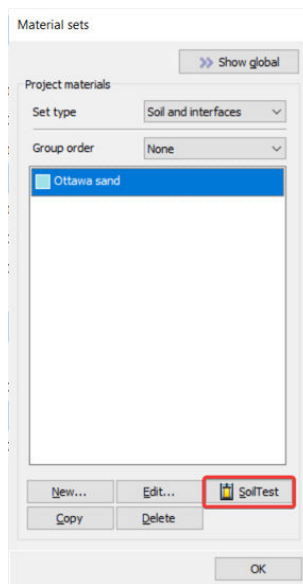 Material sets
Show global
Project materials
Set type Soil and interfaces
Group order None
Ottawa sand
New... Edit... SoilTest
Copy Delete
OK